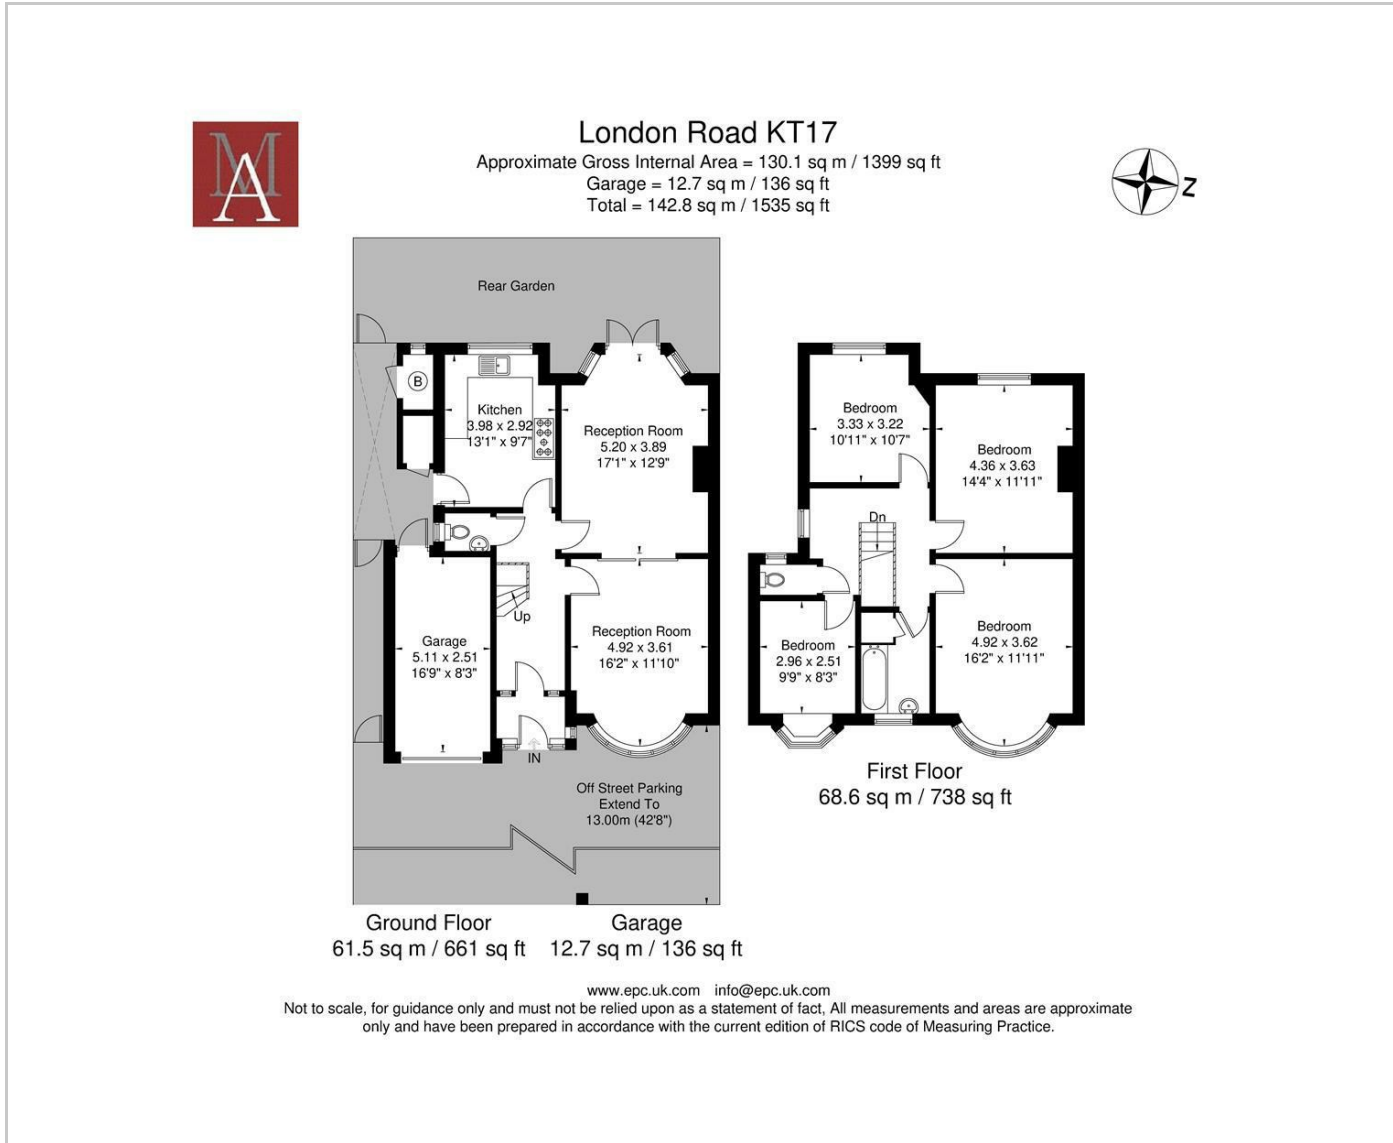 MA
London Road KT17
Approximate Gross Internal Area = 130.1 sq m / 1399 sq ft
Garage = 12.7 sq m / 136 sq ft
Total = 142.8 sq m / 1535 sq ft
N
Rear Garden
B
Kitchen
3.98 x 2.92
13'1" x 9'7"
Reception Room
5.20 x 3.89
17'1" x 12'9"
Up
Garage
5.11 x 2.51
16'9" x 8'3"
Reception Room
4.92 x 3.61
16'2" x 11'10"
IN
Off Street Parking
Extend To
13.00m (42'8")
Bedroom
3.33 x 3.22
10'11" x 10'7"
Bedroom
4.36 x 3.63
14'4" x 11'11"
Dn
Bedroom
2.96 x 2.51
9'9" x 8'3"
Bedroom
4.92 x 3.62
16'2" x 11'11"
First Floor
68.6 sq m / 738 sq ft
Ground Floor
61.5 sq m / 661 sq ft
Garage
12.7 sq m / 136 sq ft
www.epc.uk.com info@epc.uk.com
Not to scale, for guidance only and must not be relied upon as a statement of fact, All measurements and areas are approximate
only and have been prepared in accordance with the current edition of RICS code of Measuring Practice.